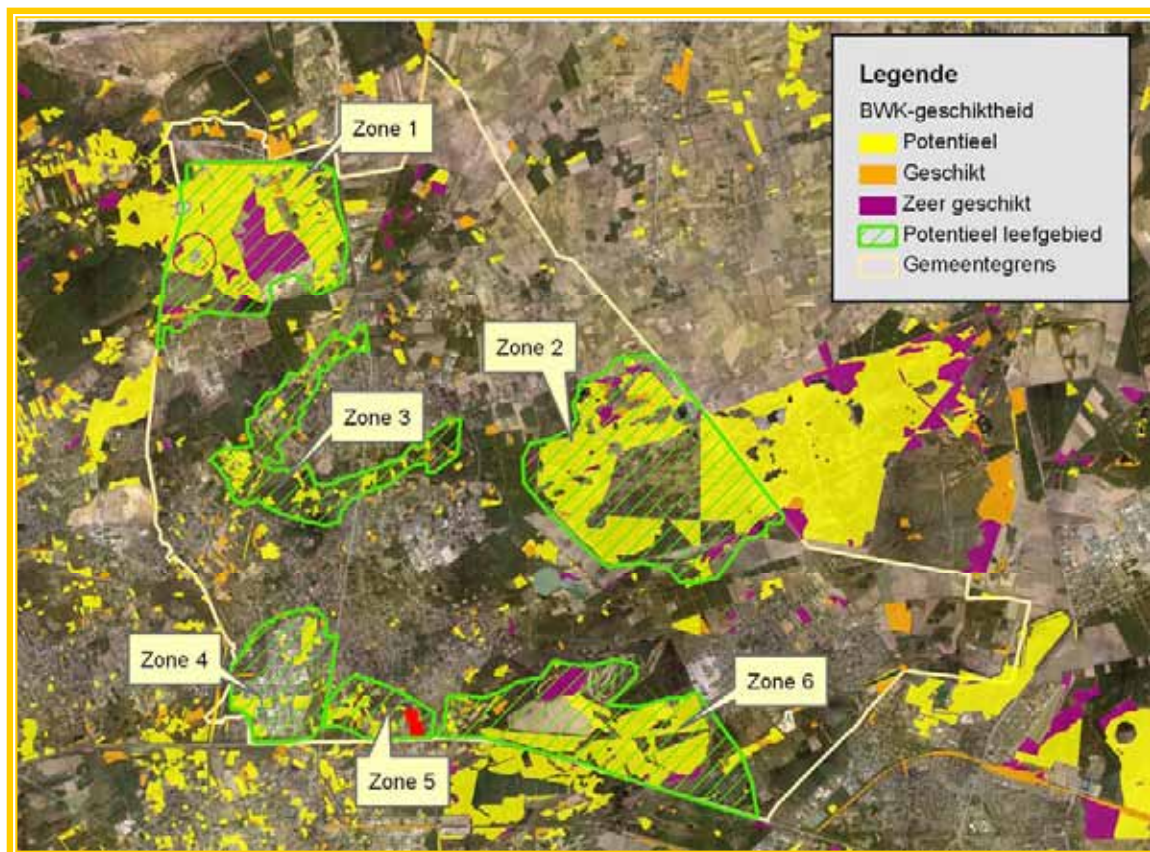 Legende
BWK-geschiktheid
Potentieel
Geschikt
Zeer geschikt
Potentieel leefgebied
Gemeentegrens
Zone 1
Zone 2
Zone 3
Zone 4
Zone 6
Zone 5